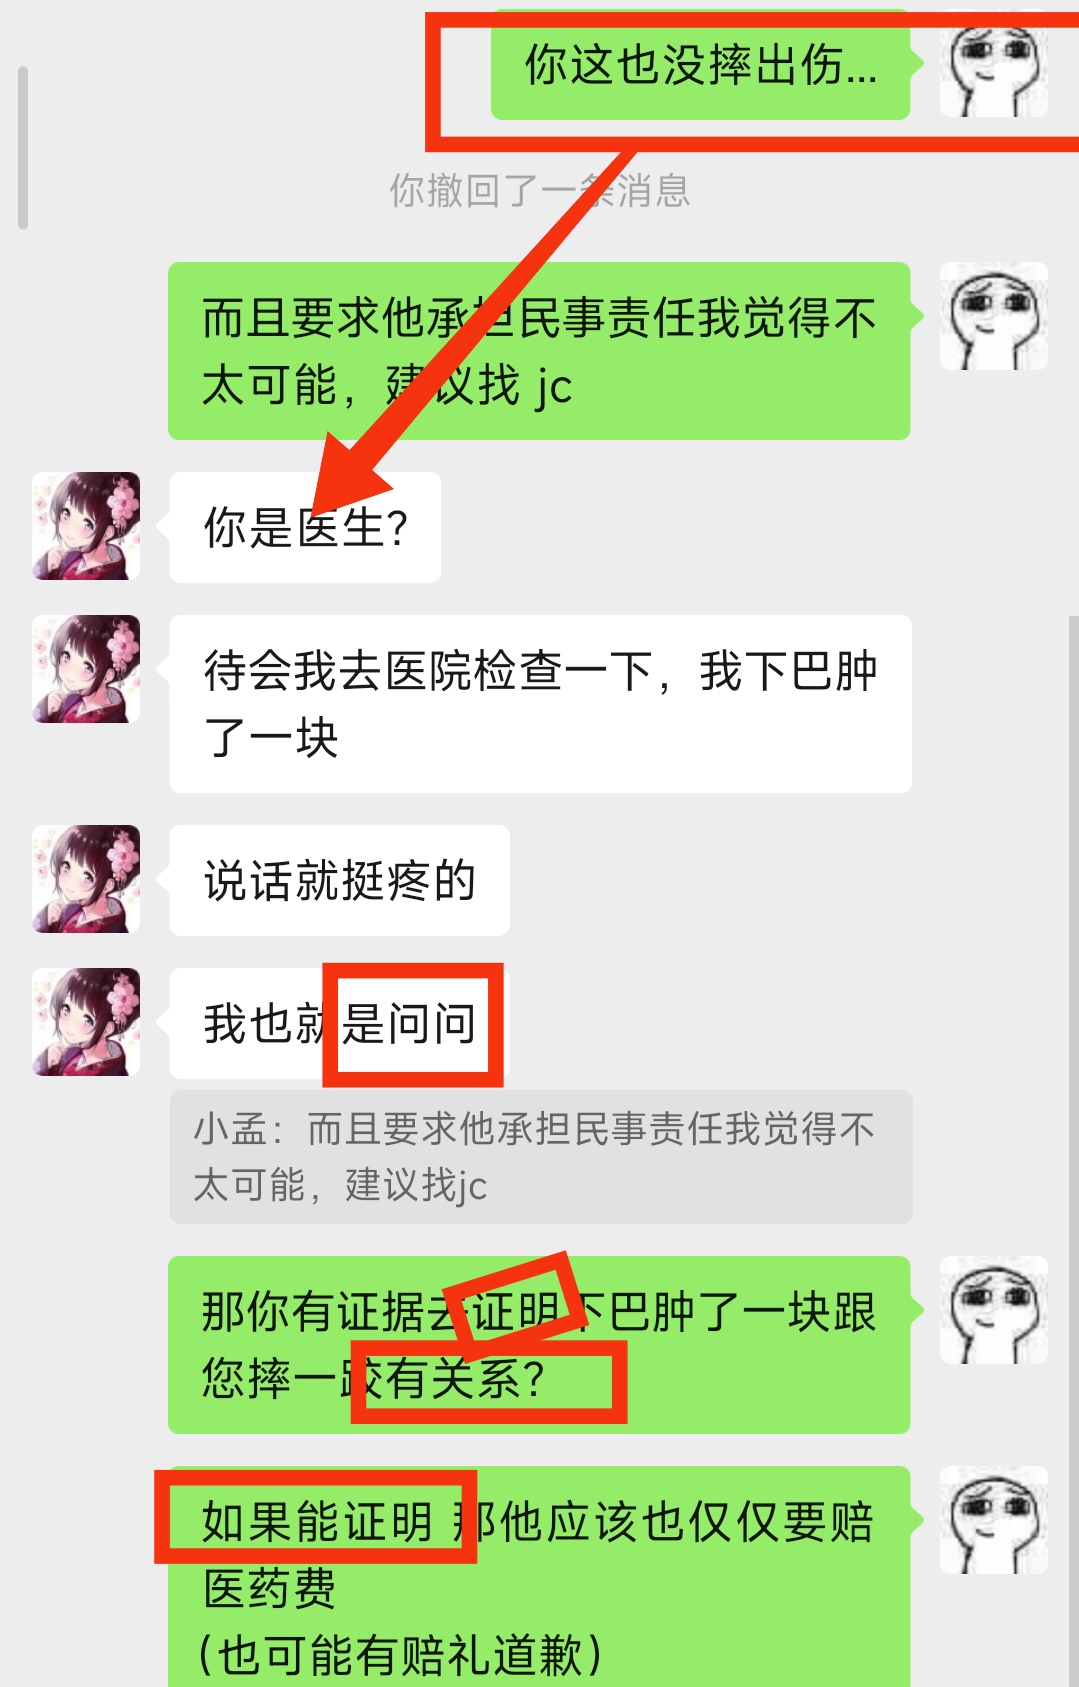 你这也没摔出伤...
你撤回了一条消息
而且要求他承担民事责任我觉得不
太可能，建议找 jc
你是医生?
待会我去医院检查一下，我下巴肿
了一块
说话就挺疼的
我也就是问问
小孟：而且要求他承担民事责任我觉得不
太可能，建议找jc
那你有证据去证明下巴肿了一块跟
您摔一跤有关系?
如果能证明 那他应该也仅仅要赔
医药费
(也可能有赔礼道歉)